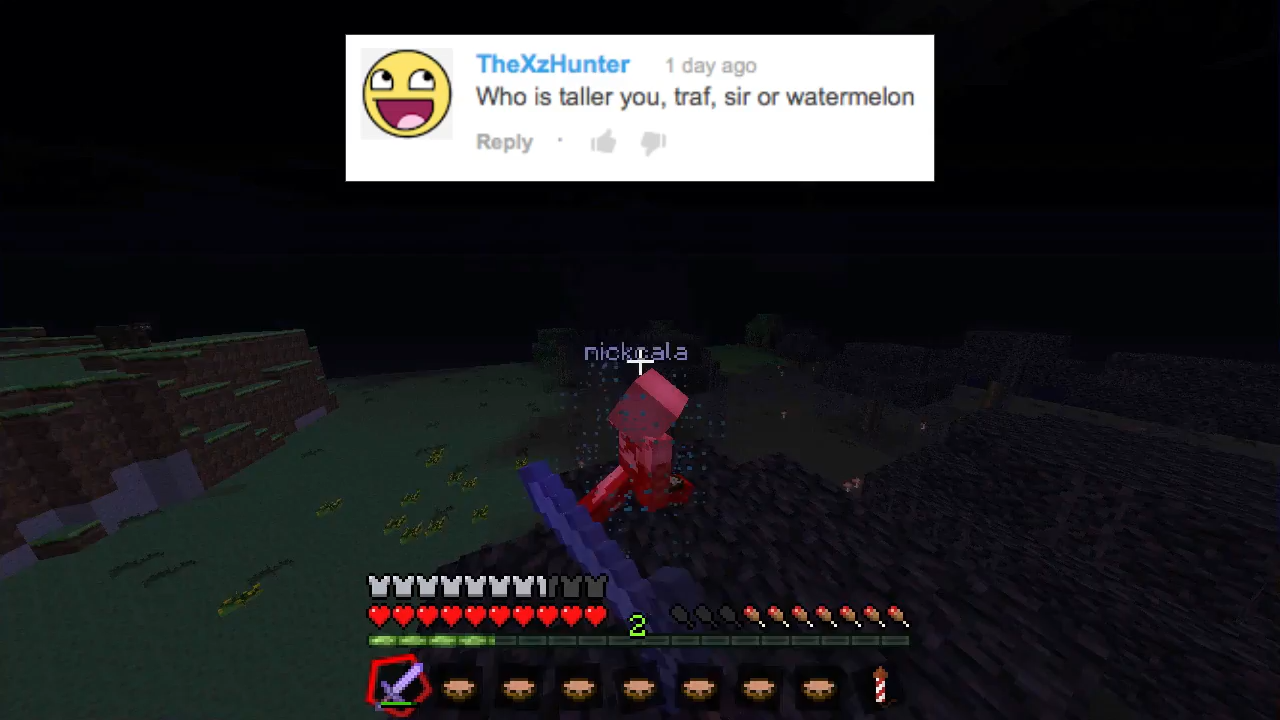 TheXzHunter 1 day ago
Who is taller you, traf, sir or watermelon
Reply ·
nickcala
2